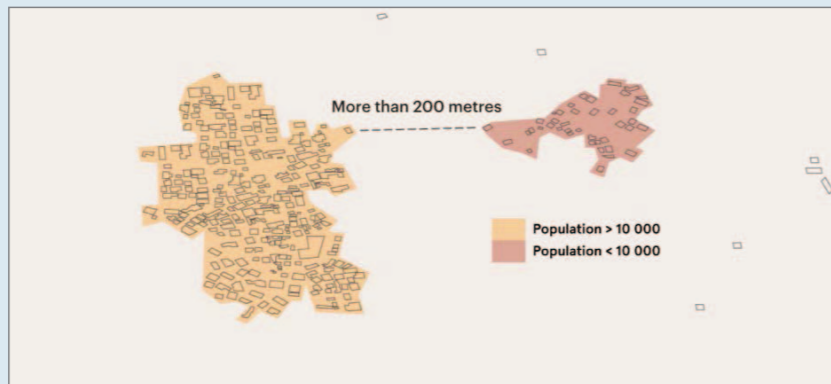 More than 200 metres
Population > 10 000
Population < 10 000